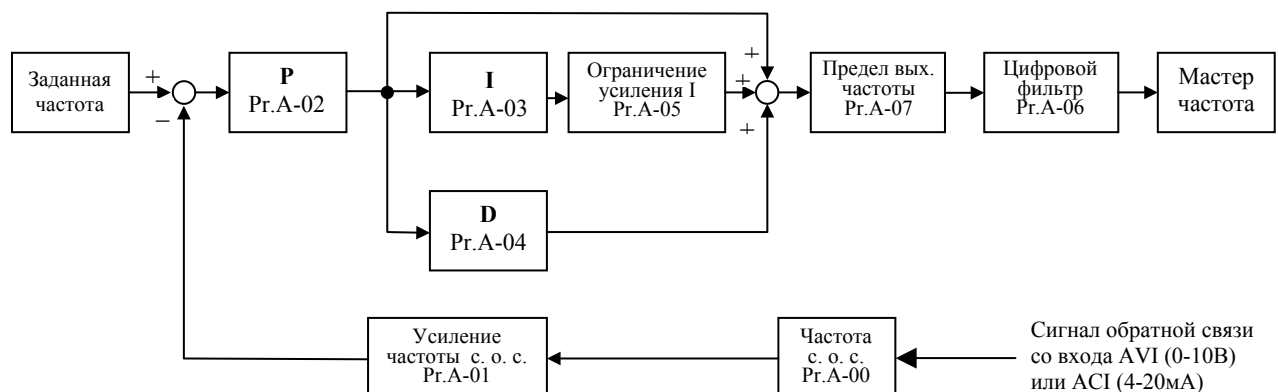 Заданная
частота
+
−
P
Pr.A-02
I
Pr.A-03
Ограничение
усиления I
Pr.A-05
D
Pr.A-04
+
+
+
Предел вых.
частоты
Pr.A-07
Цифровой
фильтр
Pr.A-06
Мастер
частота
Усиление
частоты с. о. с.
Pr.A-01
Частота
с. о. с.
Pr.A-00
Сигнал обратной связи
со входа AVI (0-10В)
или ACI (4-20мА)